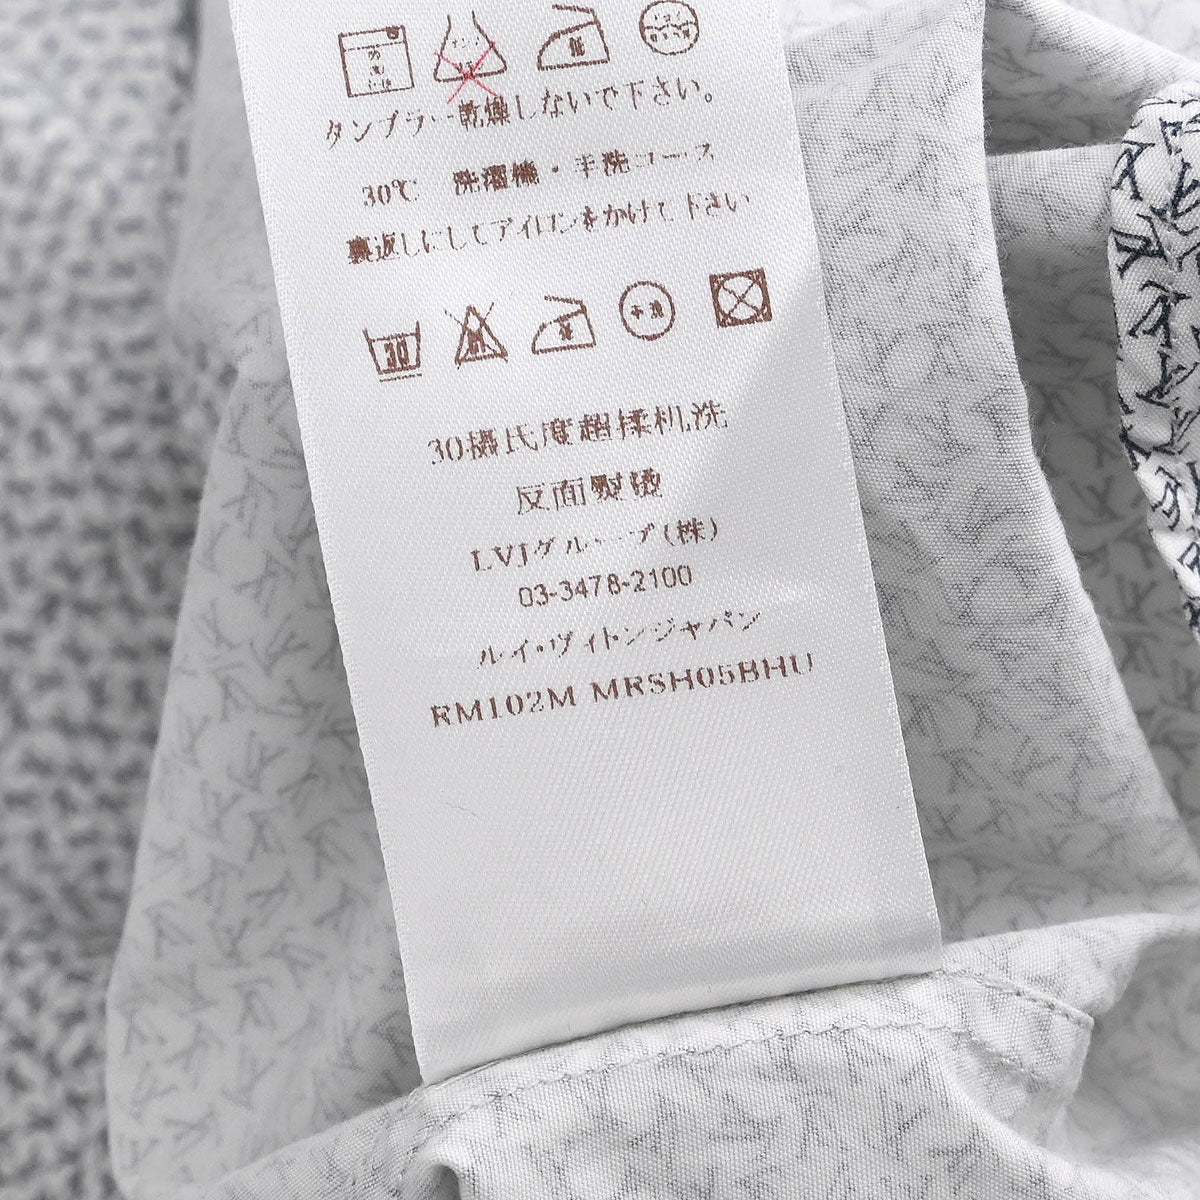 タンブラー乾燥しないで下さい。
30℃ 洗濯機・手洗コース
裏返しにしてアイロンをかけて下さい
30
30攝氏度超揉机洗
反面熨燙
LVJグループ(株)
03-3478-2100
ルイ・ヴィトンジャパン
RM102M MRSH05BHU